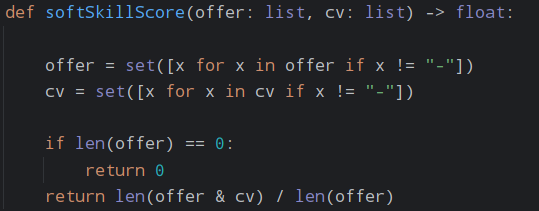 def softSkillScore(offer: list, cv: list) -> float:
    offer = set([x for x in offer if x != "-"])
    cv = set([x for x in cv if x != "-"])
    if len(offer) == 0:
        return 0
    return len(offer & cv) / len(offer)